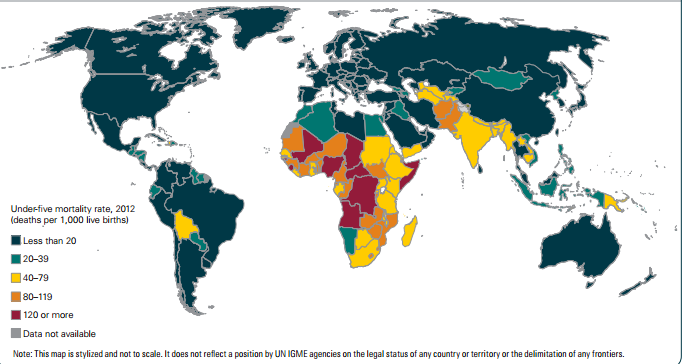 Under-five mortality rate, 2012
(deaths per 1,000 live births)
Less than 20
20–39
40–79
80–119
120 or more
Data not available
Note: This map is stylized and not to scale. It does not reflect a position by UN IGME agencies on the legal status of any country or territory or the delimitation of any frontiers.